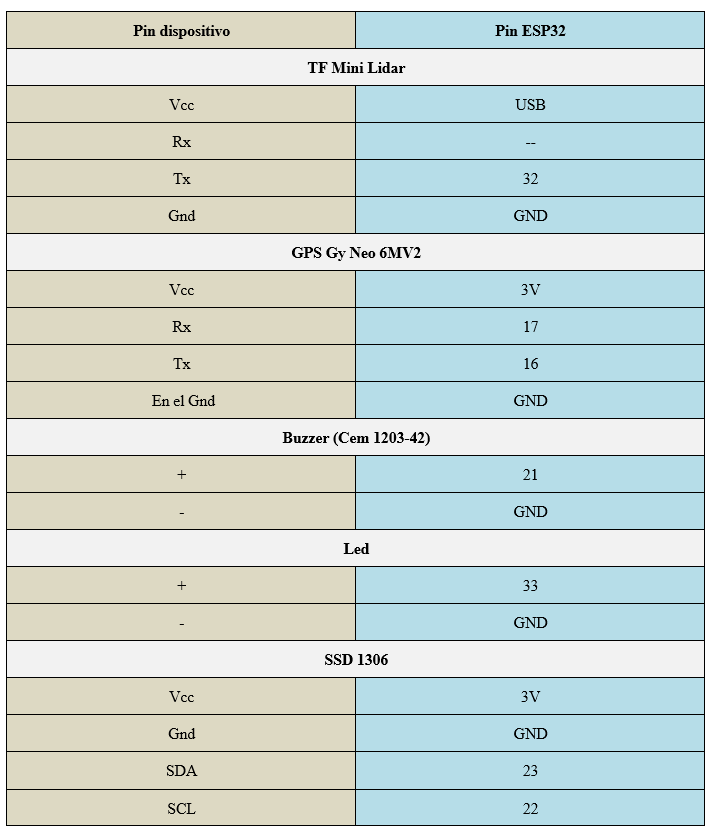 Pin dispositivo Pin ESP32
TF Mini Lidar
Vcc USB
Rx --
Tx 32
Gnd GND
GPS Gy Neo 6MV2
Vcc 3V
Rx 17
Tx 16
En el Gnd GND
Buzzer (Cem 1203-42)
+ 21
- GND
Led
+ 33
- GND
SSD 1306
Vcc 3V
Gnd GND
SDA 23
SCL 22